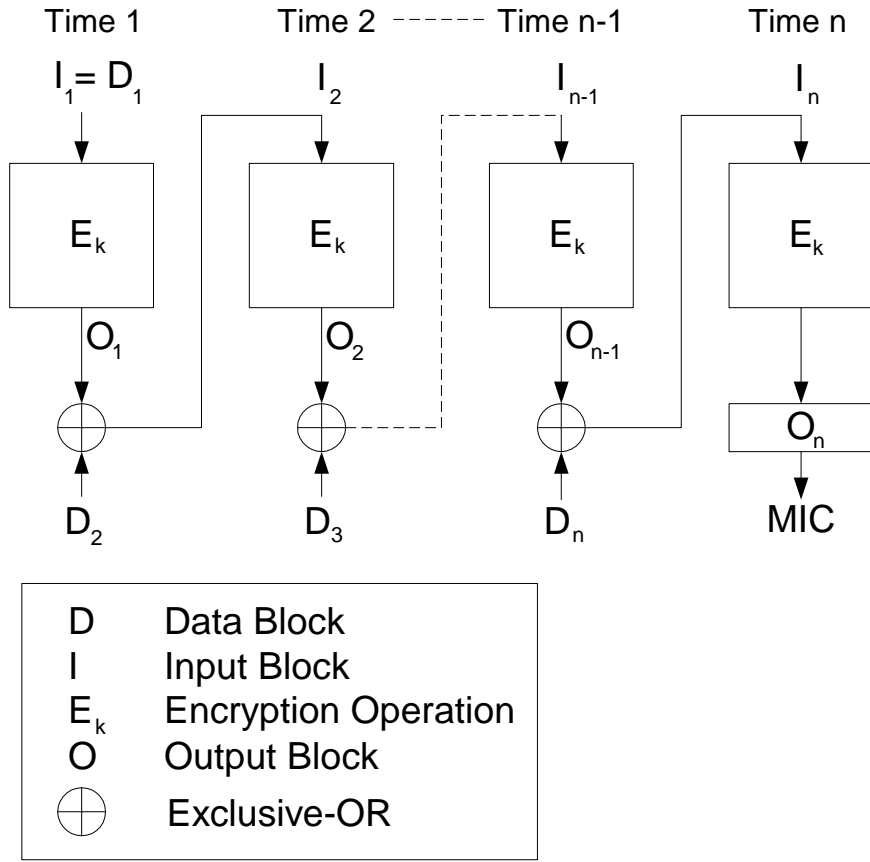 Time 1 Time 2 Time n-1 Time n
I₁= D₁ I₂ Iₙ₋₁ Iₙ
Eₖ Eₖ Eₖ Eₖ
O₁ O₂ Oₙ₋₁
Oₙ
D₂ D₃ Dₙ MIC
D Data Block
I Input Block
Eₖ Encryption Operation
O Output Block
Exclusive-OR